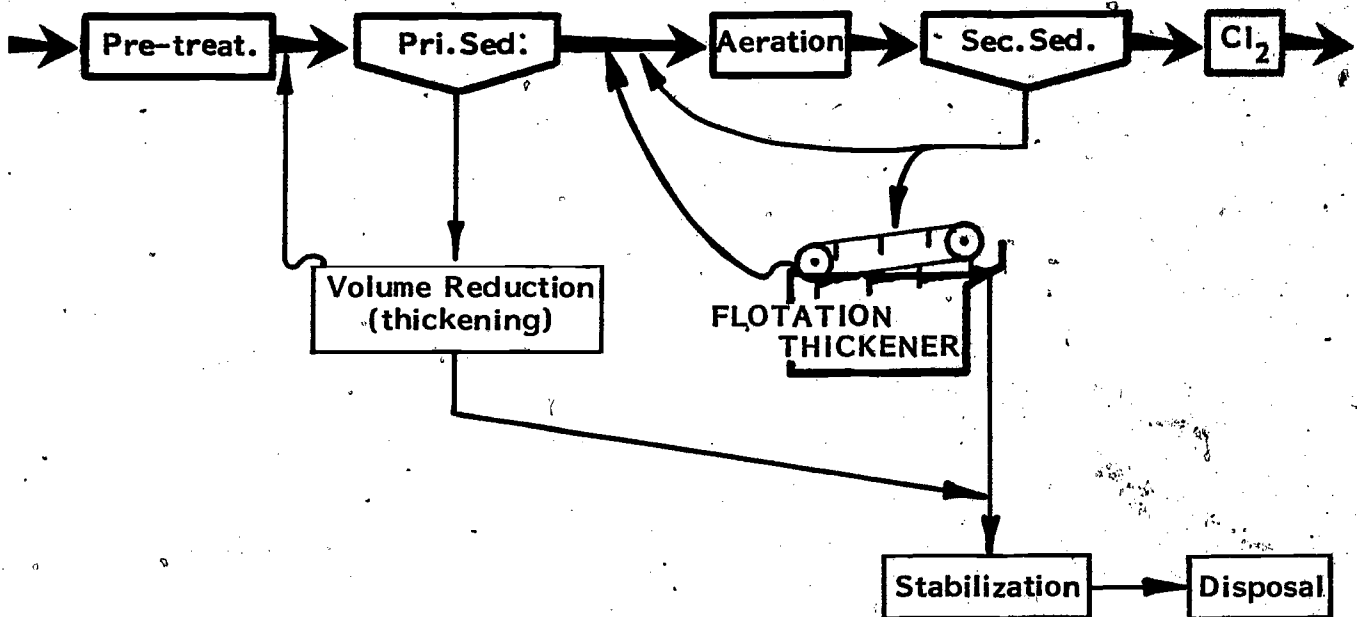 Pre-treat.
Pri.Sed:
Aeration
Sec.Sed.
Cl₂
Volume Reduction
(thickening)
FLOTATION
THICKENER
Stabilization
Disposal